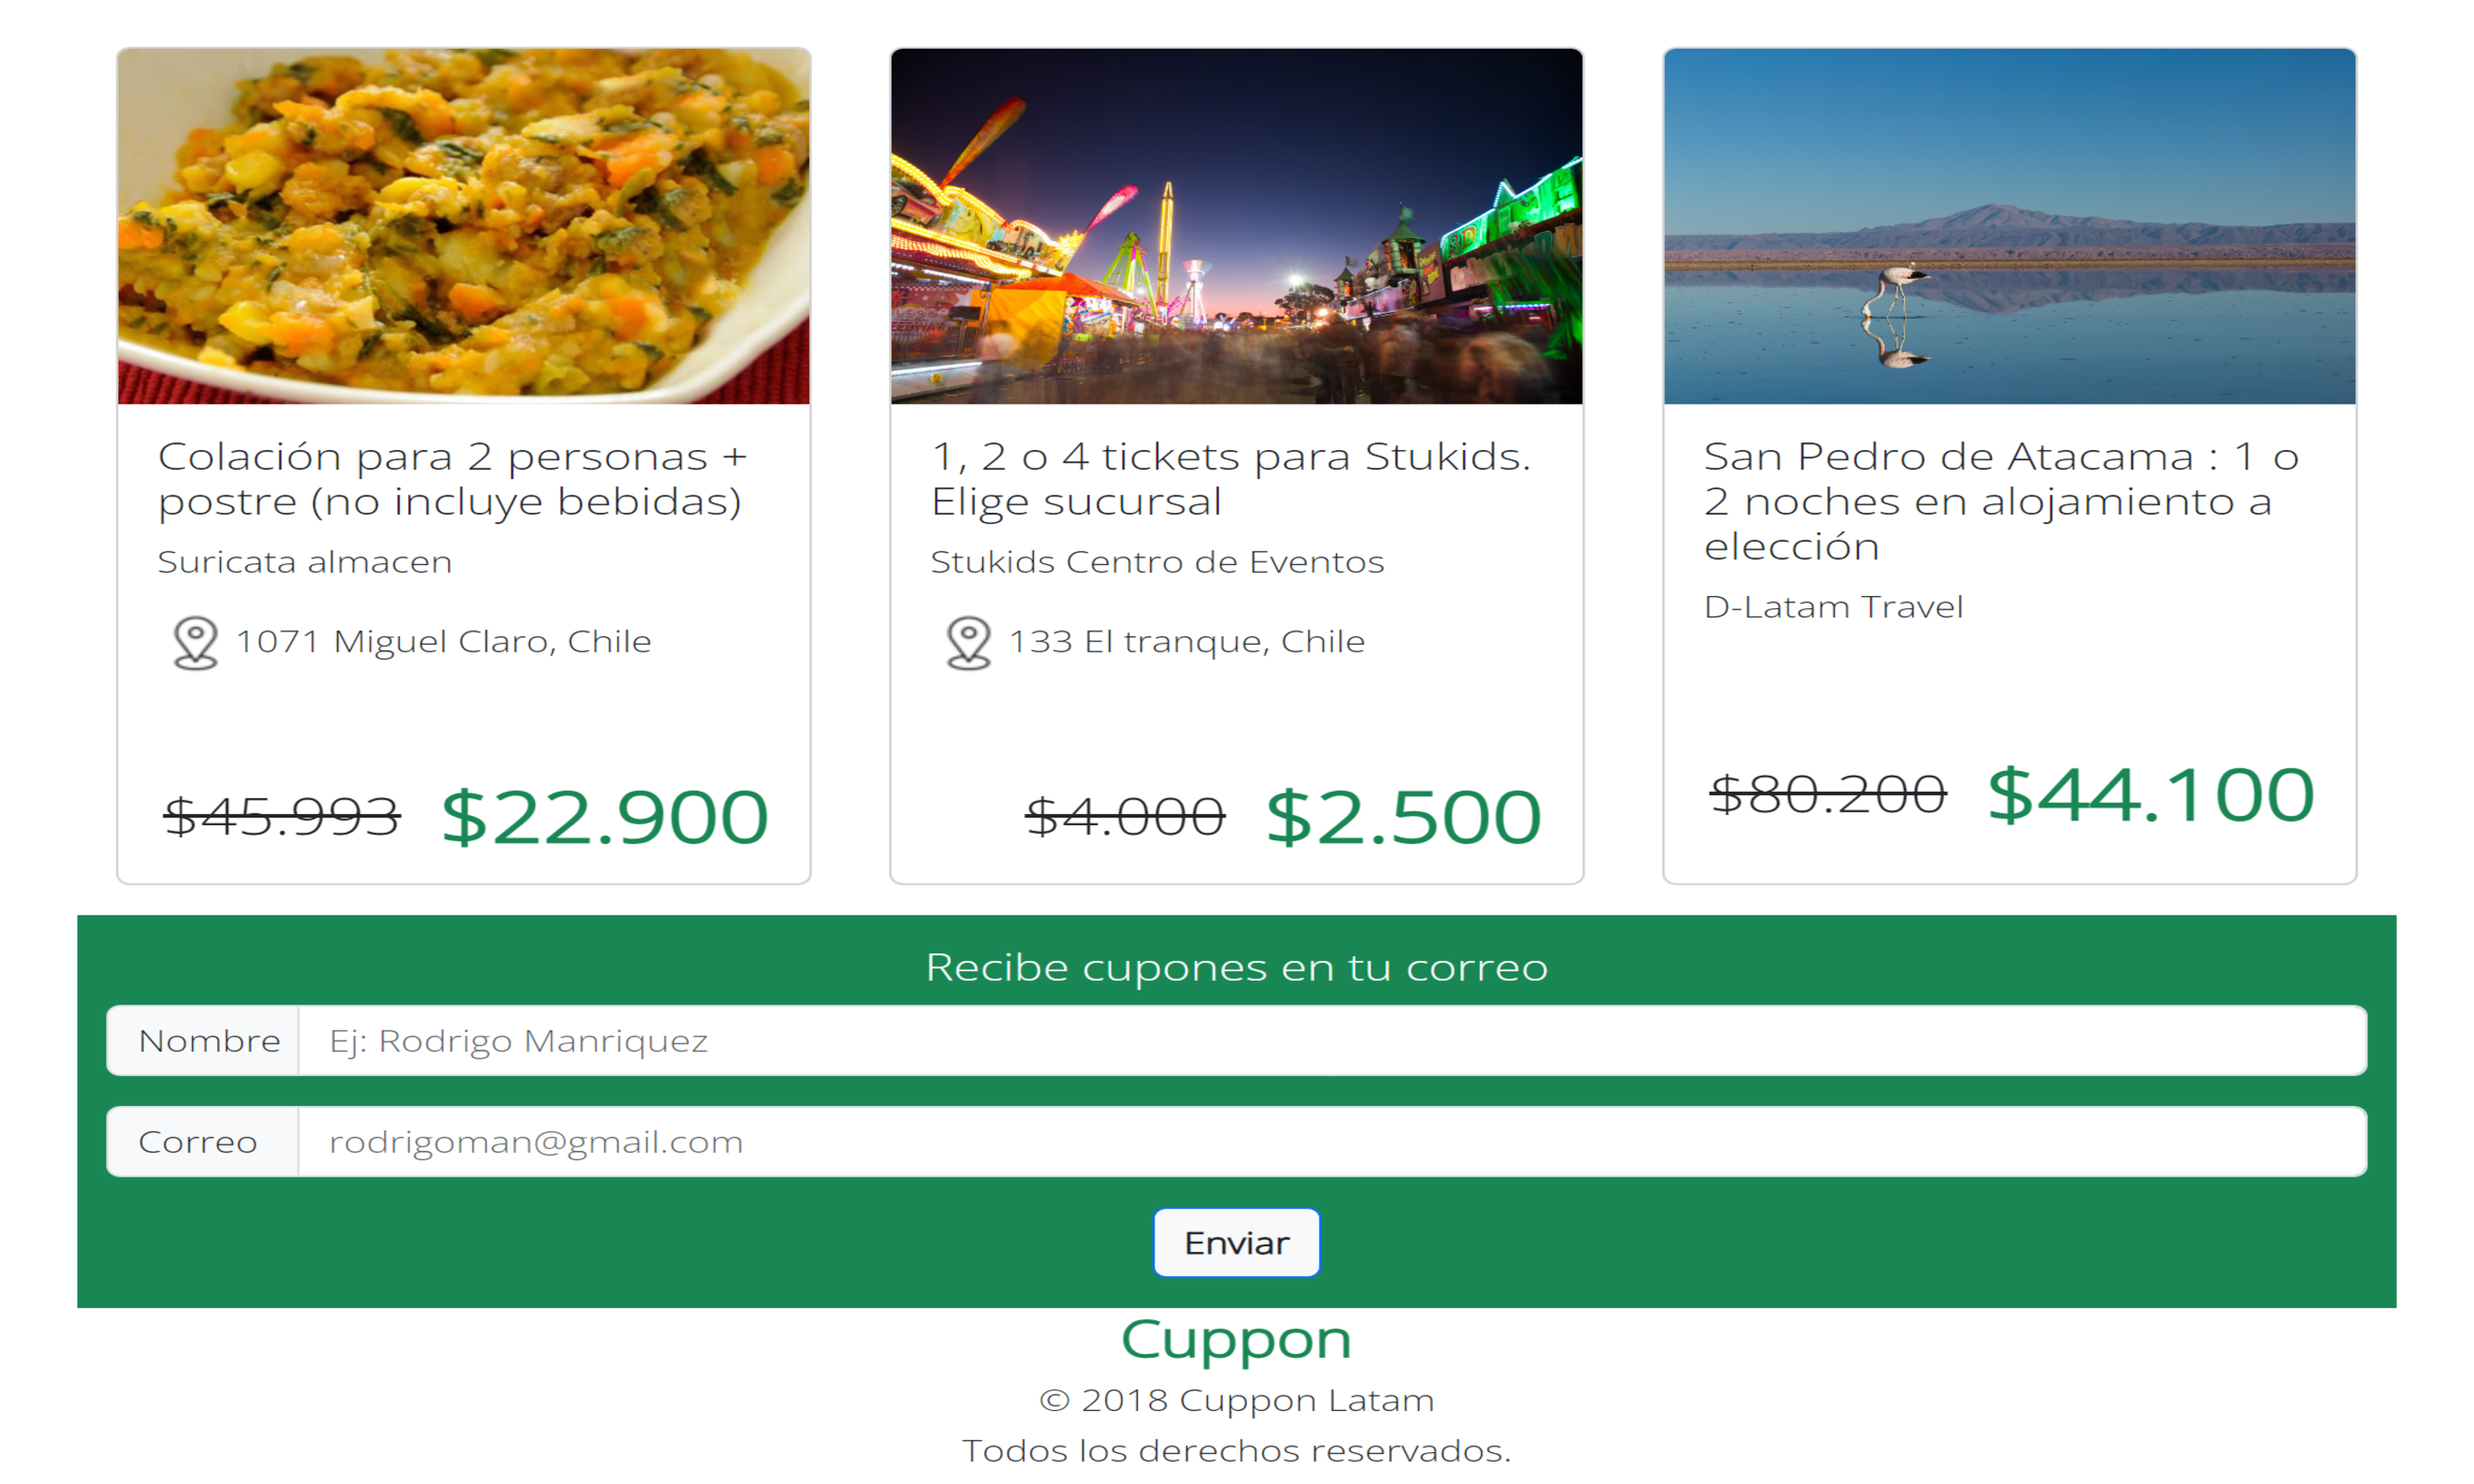 Colación para 2 personas +
postre (no incluye bebidas)
Suricata almacen
1071 Miguel Claro, Chile
$45.993 $22.900
1, 2 o 4 tickets para Stukids.
Elige sucursal
Stukids Centro de Eventos
133 El tranque, Chile
$4.000 $2.500
San Pedro de Atacama : 1 o
2 noches en alojamiento a
elección
D-Latam Travel
$80.200 $44.100
Recibe cupones en tu correo
Nombre Ej: Rodrigo Manriquez
Correo rodrigoman@gmail.com
Enviar
Cuppon
© 2018 Cuppon Latam
Todos los derechos reservados.